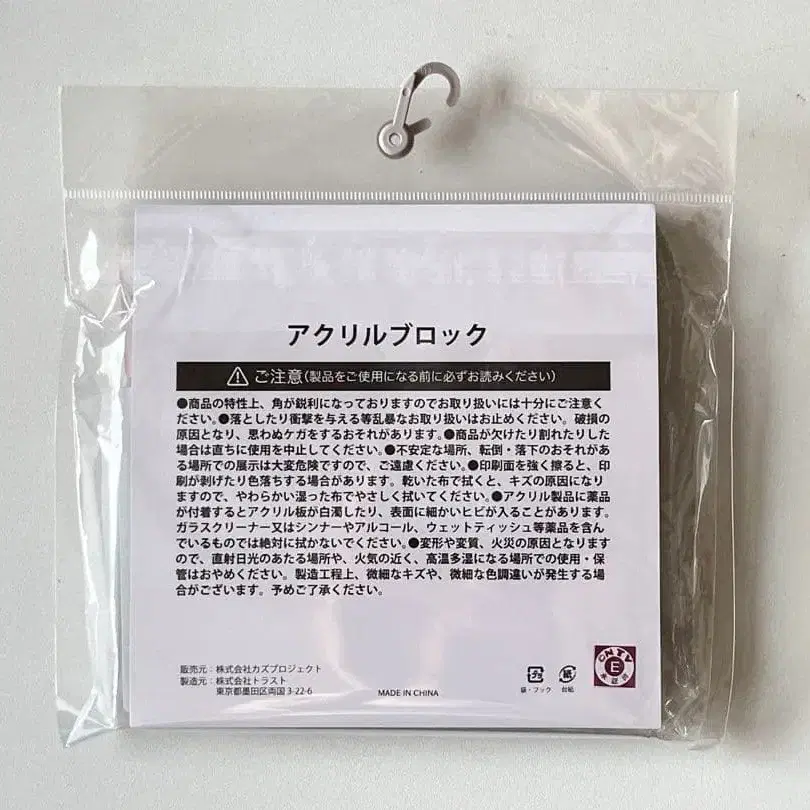 アクリルブロック
ご注意(製品をご使用になる前に必ずお読みください)
●商品の特性上、角が鋭利になっておりますのでお取り扱いには十分にご注意く
ださい。●落としたり衝撃を与える等乱暴なお取り扱いはお止めください。破損の
原因となり、思わぬケガをするおそれがあります。●商品が欠けたり割れたりした
場合は直ちに使用を中止してください。●不安定な場所、転倒・落下のおそれがあ
る場所での展示は大変危険ですので、ご遠慮ください。●印刷面を強く擦ると、印
刷が剥げたり色落ちする場合があります。乾いた布で拭くと、キズの原因になり
ますので、やわらかい湿った布でやさしく拭いてください。●アクリル製品に薬品
が付着するとアクリル板が白濁したり、表面に細かいヒビが入ることがあります。
ガラスクリーナー又はシンナーやアルコール、ウェットティッシュ等薬品を含ん
でいるものでは絶対に拭かないでください。●変形や変質、火災の原因となります
ので、直射日光のあたる場所や、火気の近く、高温多湿になる場所での使用・保
管はおやめください。製造工程上、微細なキズや、微細な色調違いが発生する場
合がございます。予めご了承ください。
販売元：株式会社カズプロジェクト
製造元：株式会社トラスト
東京都墨田区両国 3-22-6
MADE IN CHINA
プラ
袋・フック
紙
台紙
E